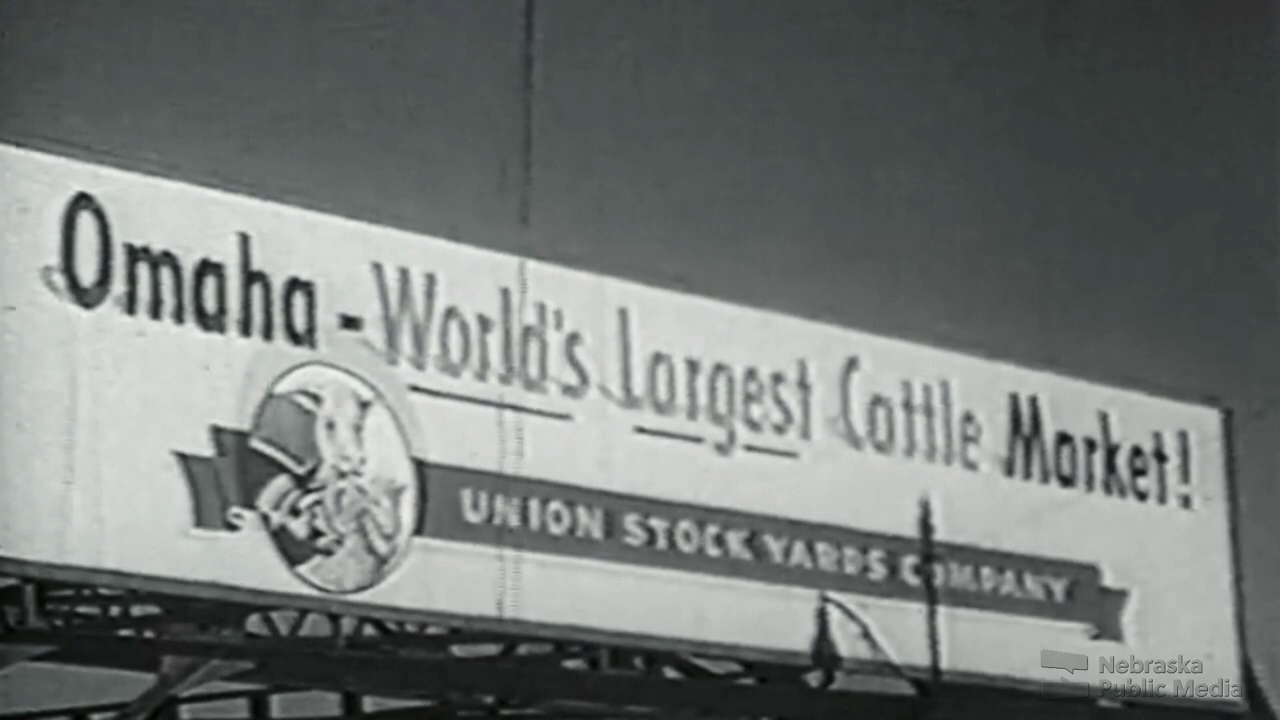 Omaha - World's Largest Cattle Market!
UNION STOCK YARDS COMPANY
Nebraska
Public Media